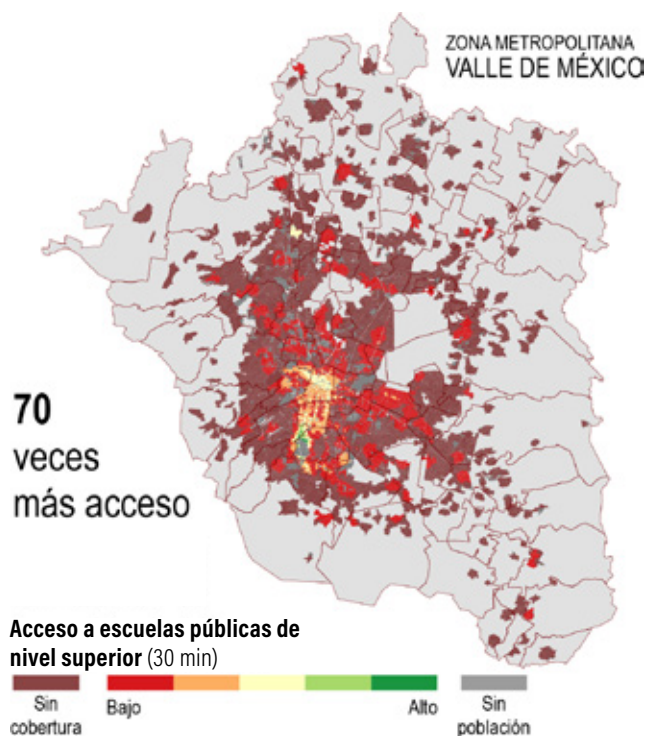 ZONA METROPOLITANA
VALLE DE MÉXICO
70
veces
más acceso
Acceso a escuelas públicas de
nivel superior (30 min)
Sin
cobertura
Bajo
Alto
Sin
población